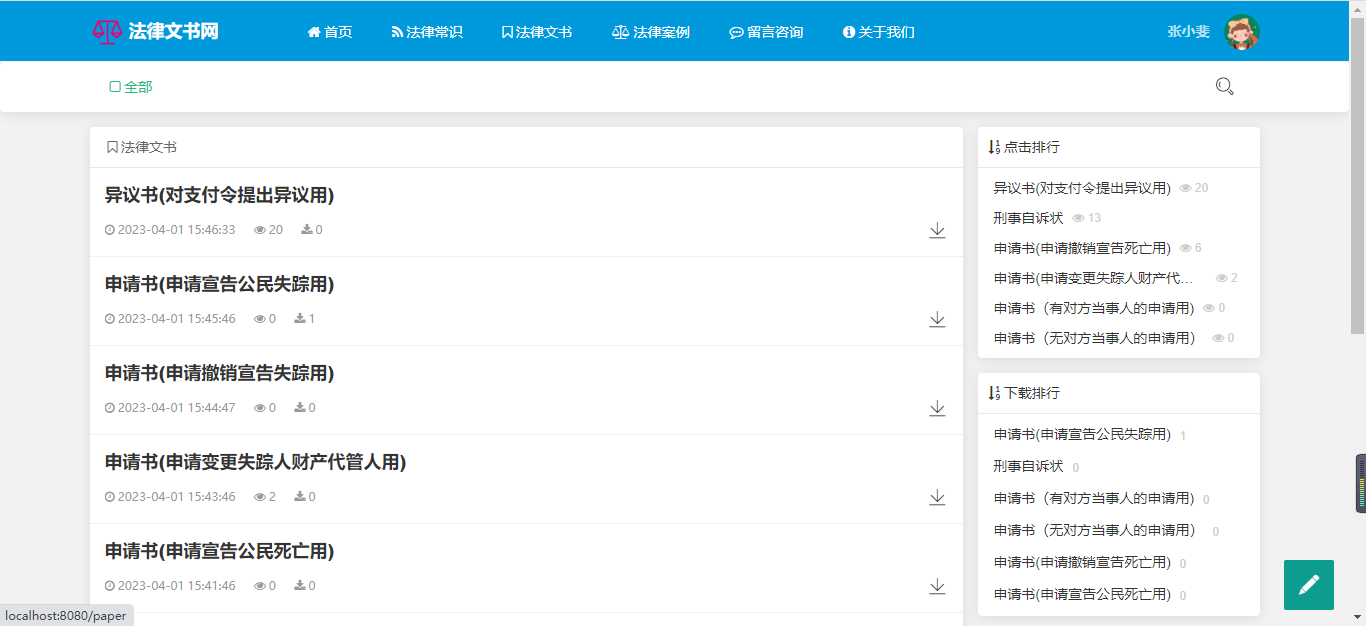 法律文书网 首页 法律常识 法律文书 法律案例 留言咨询 关于我们 张小斐
全部
法律文书
异议书(对支付令提出异议用)
2023-04-01 15:46:33 20 0
申请书(申请宣告公民失踪用)
2023-04-01 15:45:46 0 1
申请书(申请撤销宣告失踪用)
2023-04-01 15:44:47 0 0
申请书(申请变更失踪人财产代管人用)
2023-04-01 15:43:46 2 0
申请书(申请宣告公民死亡用)
2023-04-01 15:41:46 0 0
点击排行
异议书(对支付令提出异议用) 20
刑事自诉状 13
申请书(申请撤销宣告死亡用) 6
申请书(申请变更失踪人财产代... 2
申请书（有对方当事人的申请用) 0
申请书（无对方当事人的申请用) 0
下载排行
申请书(申请宣告公民失踪用) 1
刑事自诉状 0
申请书（有对方当事人的申请用) 0
申请书（无对方当事人的申请用) 0
申请书(申请撤销宣告死亡用) 0
申请书(申请宣告公民死亡用) 0
localhost:8080/paper